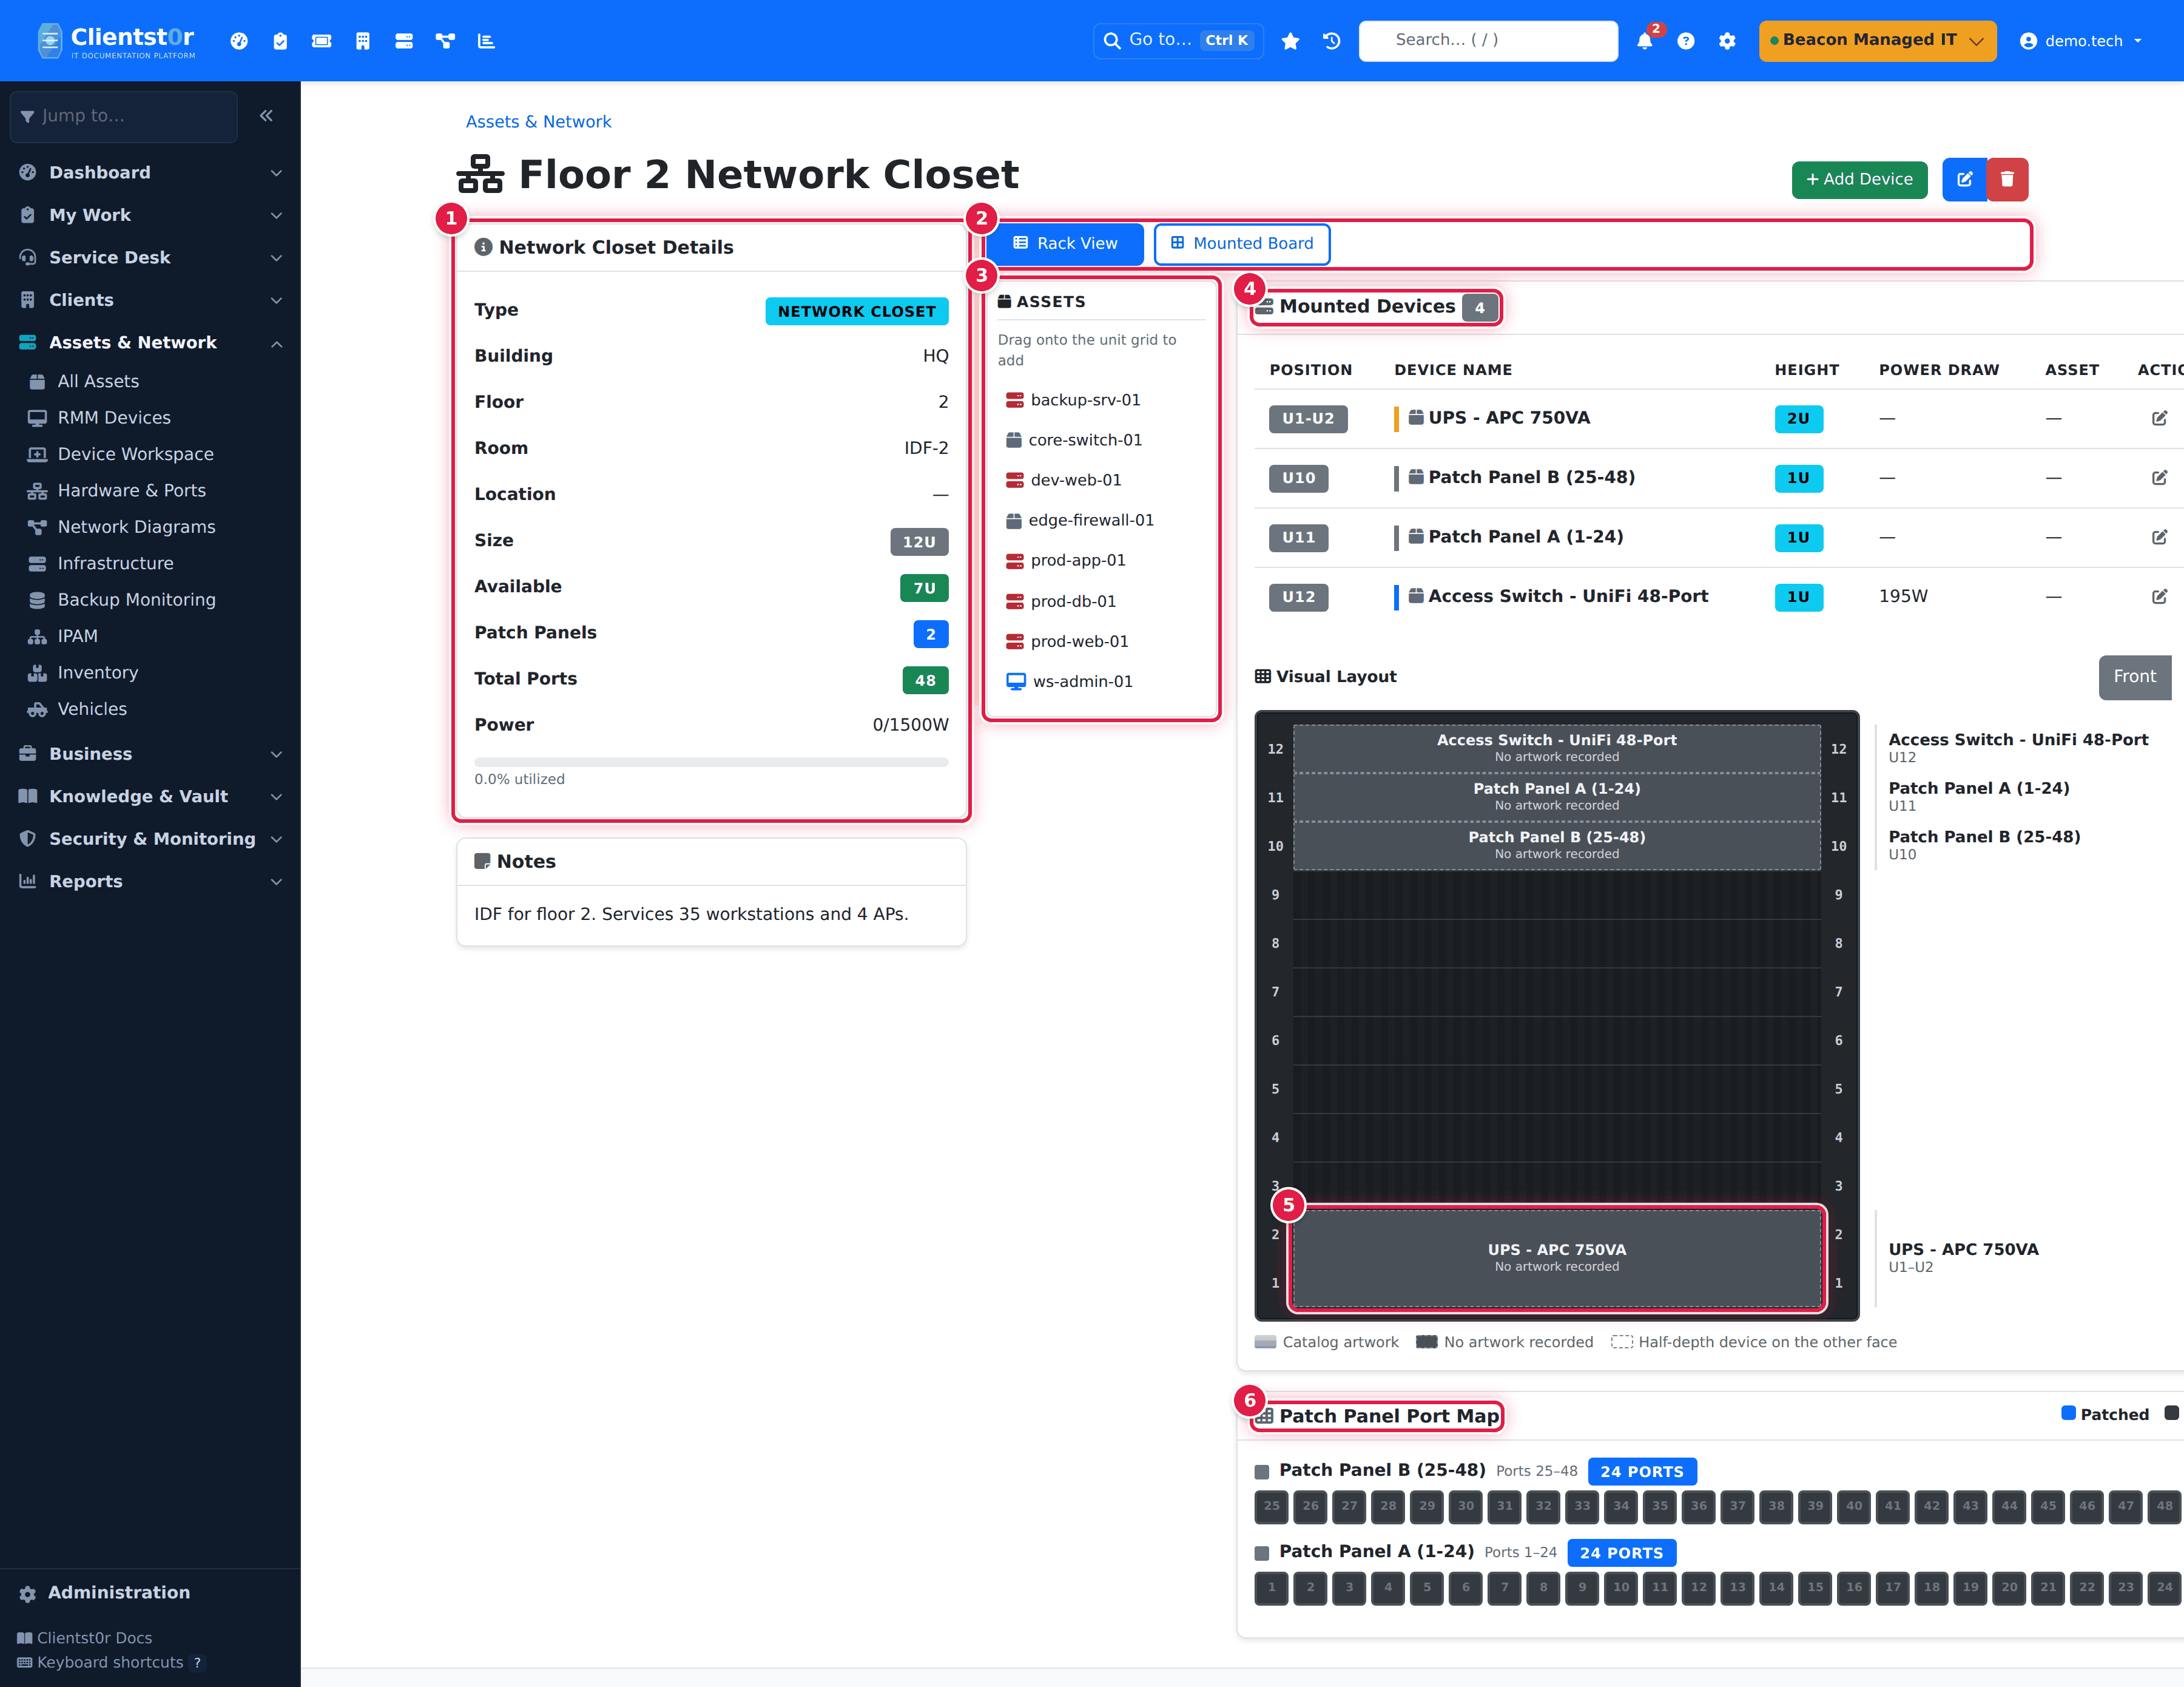 Clientst0r
IT DOCUMENTATION PLATFORM
Go to... Ctrl K
Search... ( / )
2
Beacon Managed IT
demo.tech
Jump to...
Dashboard
My Work
Service Desk
Clients
Assets & Network
All Assets
RMM Devices
Device Workspace
Hardware & Ports
Network Diagrams
Infrastructure
Backup Monitoring
IPAM
Inventory
Vehicles
Business
Knowledge & Vault
Security & Monitoring
Reports
Administration
Clientst0r Docs
Keyboard shortcuts ?
Assets & Network
Floor 2 Network Closet
+ Add Device
1
Network Closet Details
Type NETWORK CLOSET
Building HQ
Floor 2
Room IDF-2
Location —
Size 12U
Available 7U
Patch Panels 2
Total Ports 48
Power 0/1500W
0.0% utilized
Notes
IDF for floor 2. Services 35 workstations and 4 APs.
2
Rack View Mounted Board
3
ASSETS
Drag onto the unit grid to
add
backup-srv-01
core-switch-01
dev-web-01
edge-firewall-01
prod-app-01
prod-db-01
prod-web-01
ws-admin-01
4
Mounted Devices 4
POSITION DEVICE NAME HEIGHT POWER DRAW ASSET ACTIO
U1-U2 UPS - APC 750VA 2U — —
U10 Patch Panel B (25-48) 1U — —
U11 Patch Panel A (1-24) 1U — —
U12 Access Switch - UniFi 48-Port 1U 195W —
Visual Layout Front
12 Access Switch - UniFi 48-Port 12
No artwork recorded
11 Patch Panel A (1-24) 11
No artwork recorded
10 Patch Panel B (25-48) 10
No artwork recorded
9 9
8 8
7 7
6 6
5 5
4 4
3 3
5
2 2
UPS - APC 750VA
No artwork recorded
1 1
Access Switch - UniFi 48-Port
U12
Patch Panel A (1-24)
U11
Patch Panel B (25-48)
U10
UPS - APC 750VA
U1–U2
Catalog artwork No artwork recorded Half-depth device on the other face
6
Patch Panel Port Map Patched
Patch Panel B (25-48) Ports 25–48 24 PORTS
25 26 27 28 29 30 31 32 33 34 35 36 37 38 39 40 41 42 43 44 45 46 47 48
Patch Panel A (1-24) Ports 1–24 24 PORTS
1 2 3 4 5 6 7 8 9 10 11 12 13 14 15 16 17 18 19 20 21 22 23 24